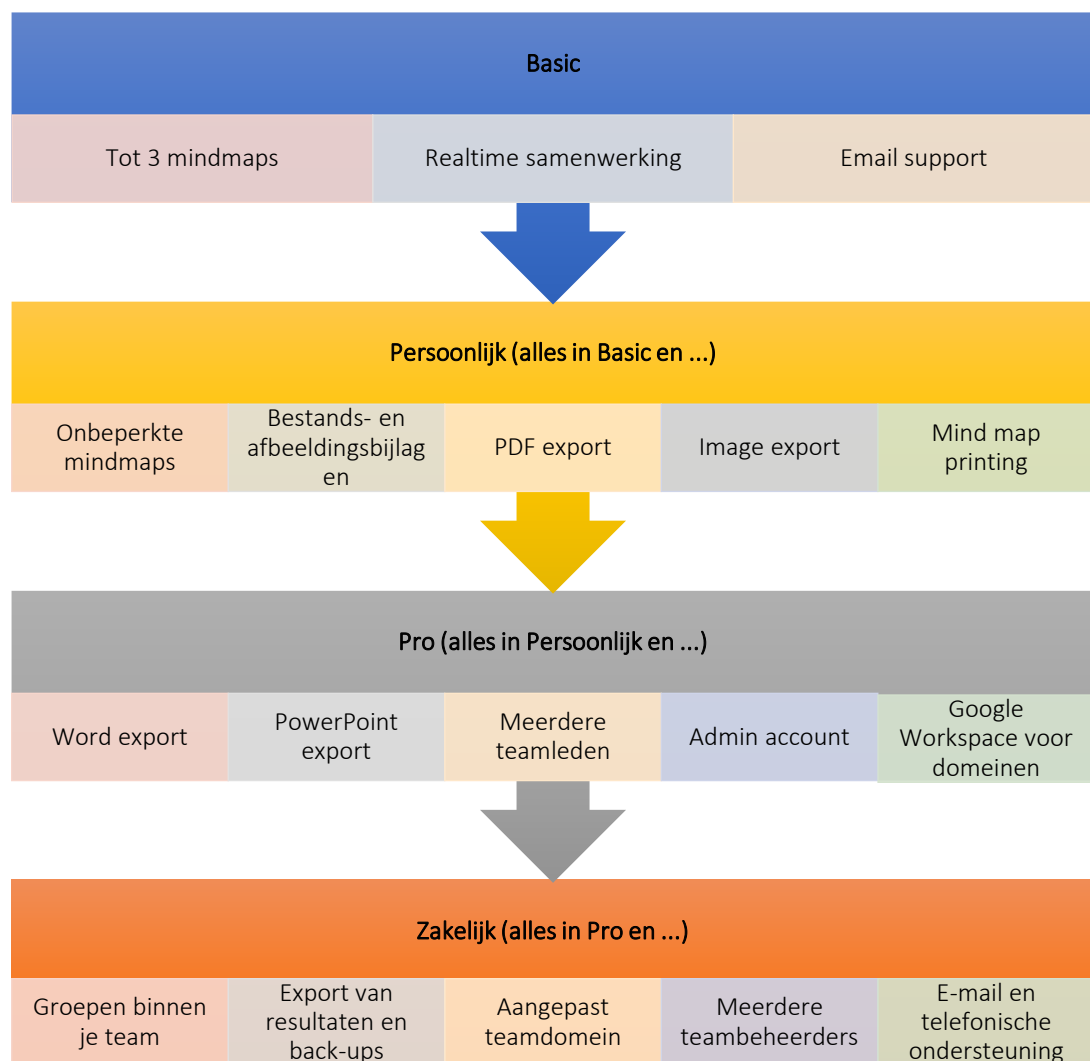 Basic
Tot 3 mindmaps
Realtime samenwerking
Email support
Persoonlijk (alles in Basic en ...)
Onbeperkte
mindmaps
Bestands- en
afbeeldingsbijlag
en
PDF export
Image export
Mind map
printing
Pro (alles in Persoonlijk en ...)
Word export
PowerPoint
export
Meerdere
teamleden
Admin account
Google
Workspace voor
domeinen
Zakelijk (alles in Pro en ...)
Groepen binnen
je team
Export van
resultaten en
back-ups
Aangepast
teamdomein
Meerdere
teambeheerders
E-mail en
telefonische
ondersteuning